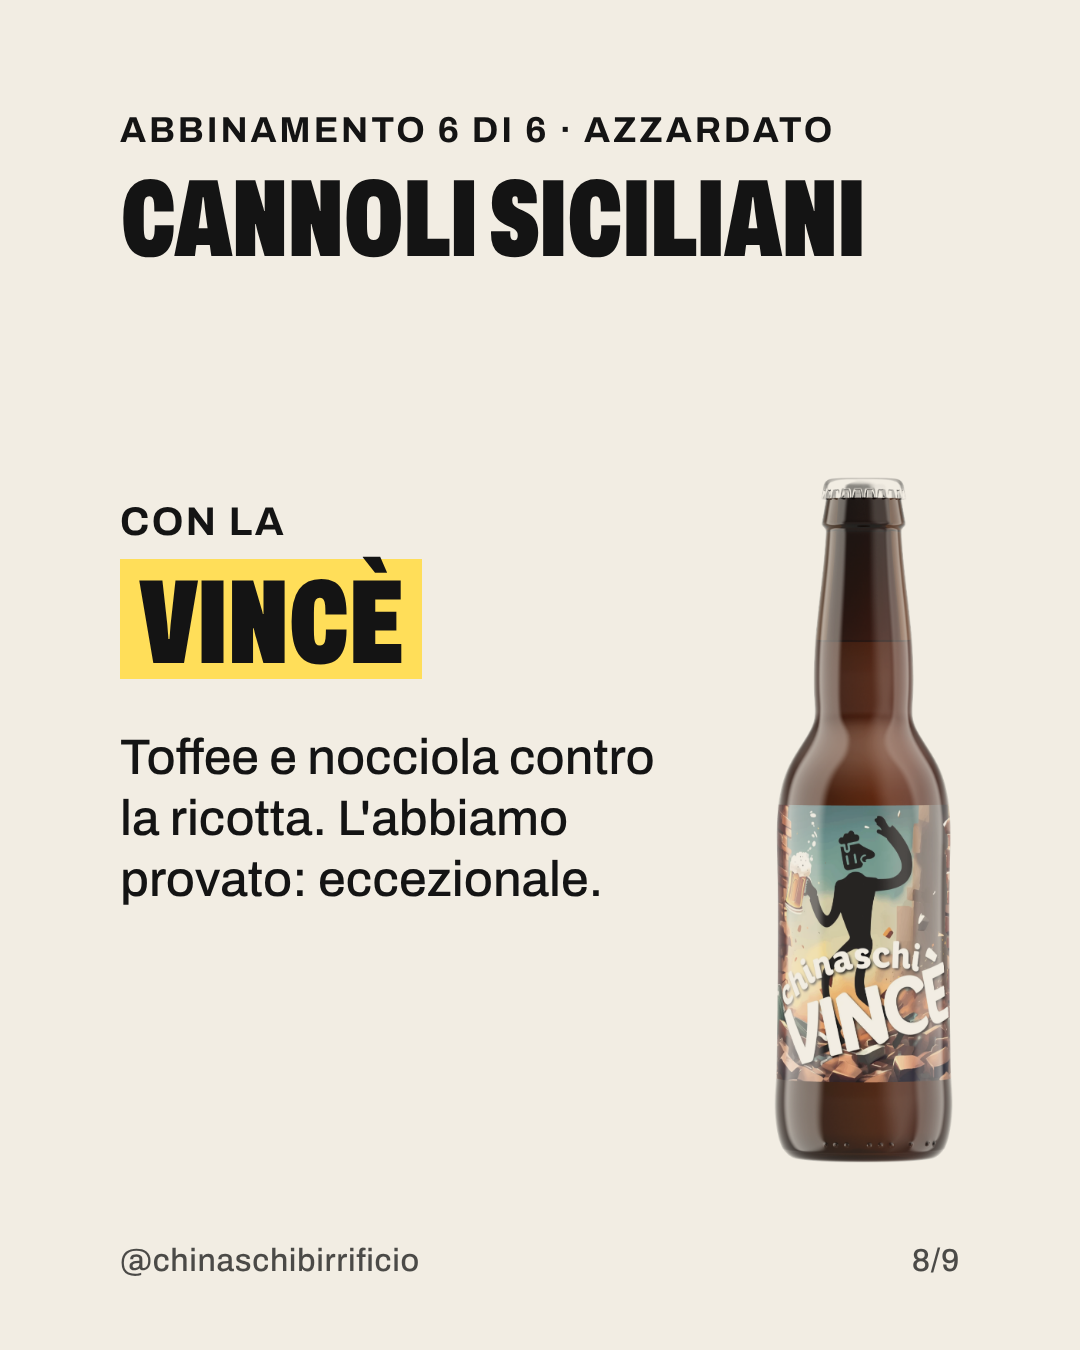 ABBINAMENTO 6 DI 6 · AZZARDATO
CANNOLI SICILIANI
CON LA
VINCÈ
Toffee e nocciola contro
la ricotta. L'abbiamo
provato: eccezionale.
chinaschi
VINCÈ
@chinaschibirrificio
8/9